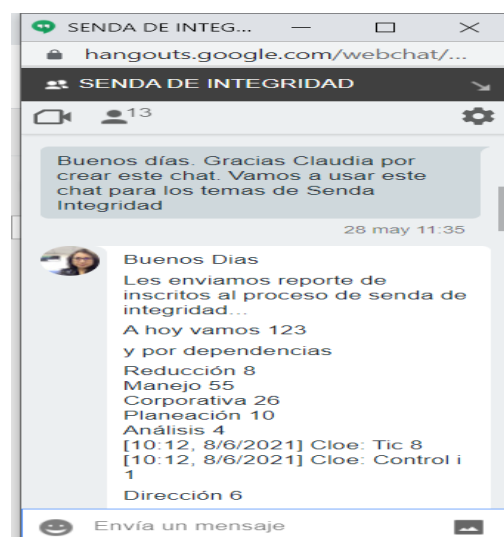 SENDA DE INTEG...
hangouts.google.com/webchat/...
SENDA DE INTEGRIDAD
13
Buenos días. Gracias Claudia por
crear este chat. Vamos a usar este
chat para los temas de Senda
Integridad
28 may 11:35
Buenos Dias
Les enviamos reporte de
inscritos al proceso de senda de
integridad...
A hoy vamos 123
y por dependencias
Reducción 8
Manejo 55
Corporativa 26
Planeación 10
Análisis 4
[10:12, 8/6/2021] Cloe: Tic 8
[10:12, 8/6/2021] Cloe: Control i
1
Dirección 6
Envía un mensaje